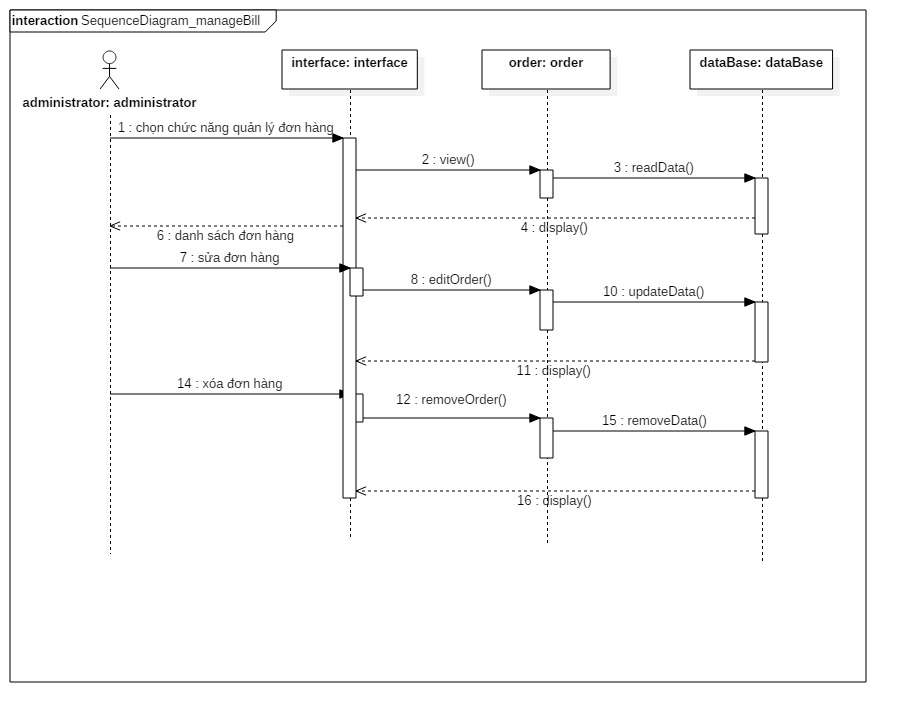 interaction SequenceDiagram_manageBill
interface: interface
order: order
dataBase: dataBase
administrator: administrator
1 : chọn chức năng quản lý đơn hàng
2 : view()
3 : readData()
4 : display()
6 : danh sách đơn hàng
7 : sửa đơn hàng
8 : editOrder()
10 : updateData()
11 : display()
14 : xóa đơn hàng
12 : removeOrder()
15 : removeData()
16 : display()